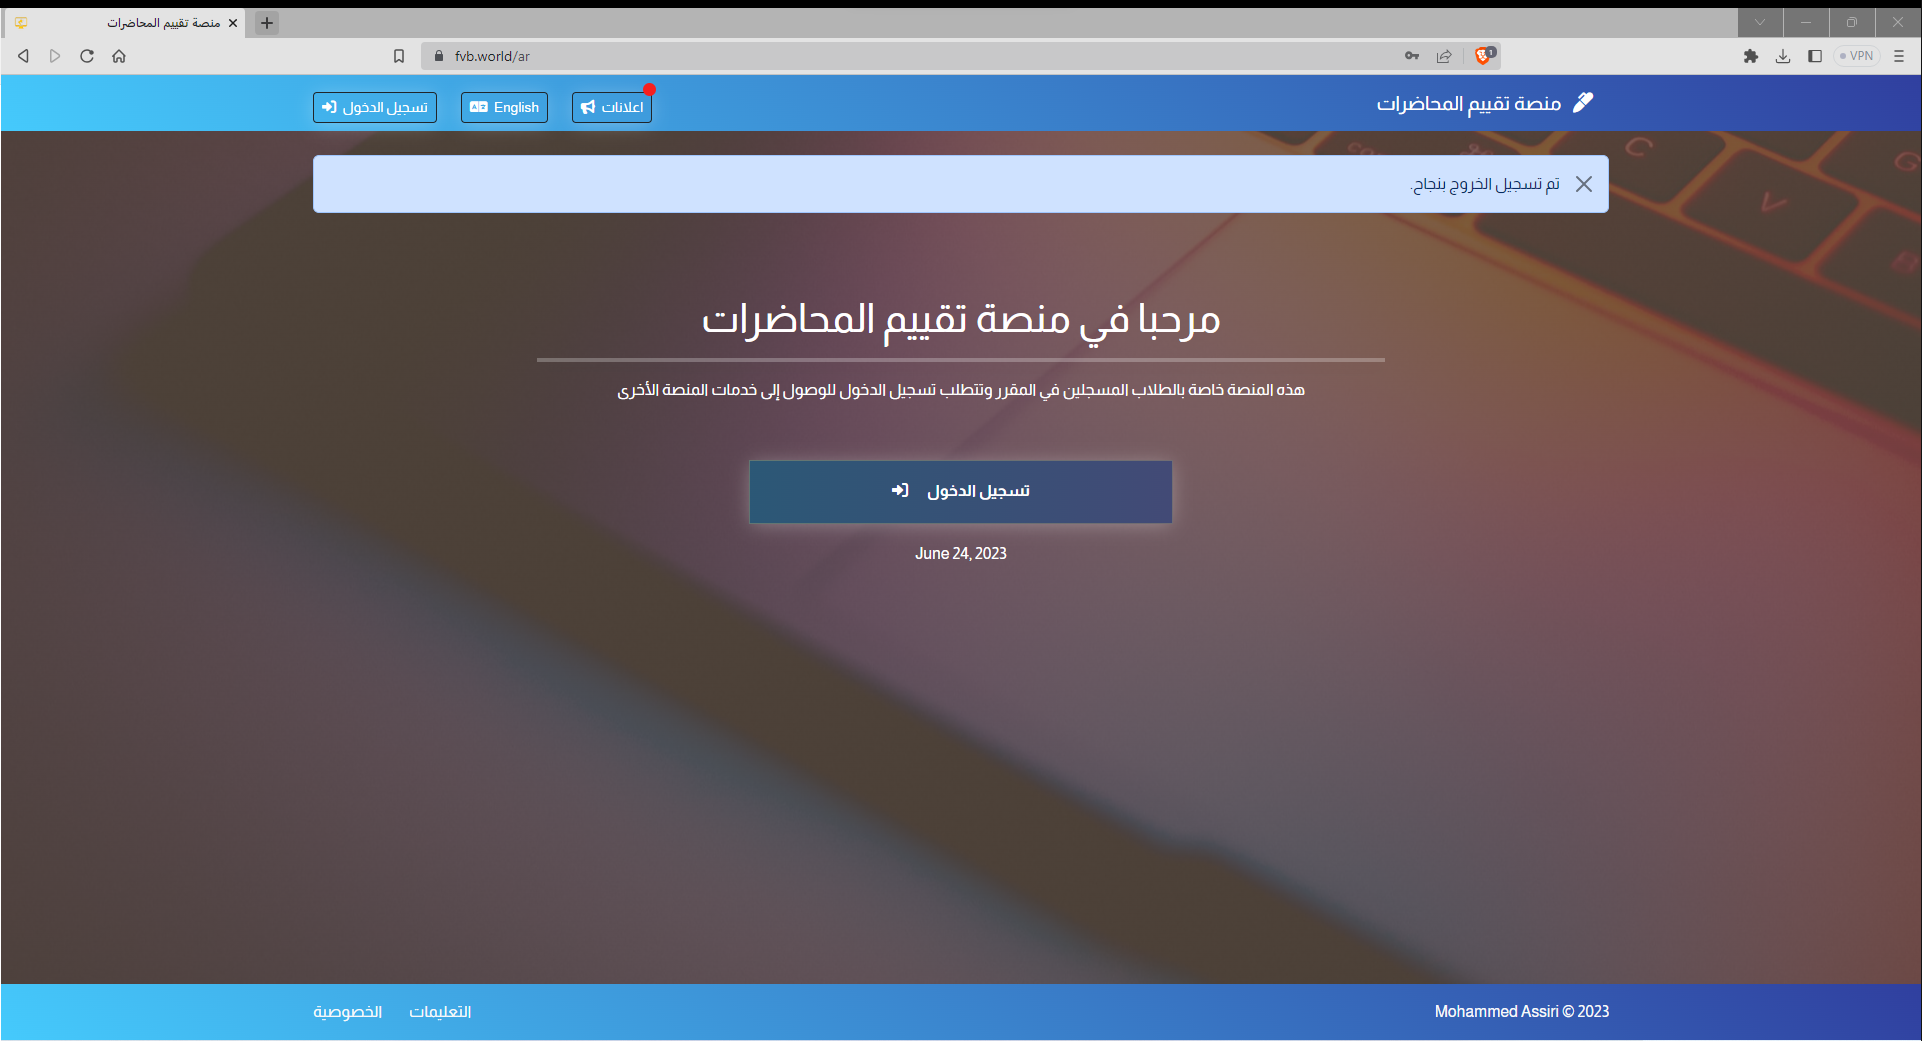 منصة تقييم المحاضرات
fvb.world/ar
1
VPN
منصة تقييم المحاضرات
اعلانات
English
تسجيل الدخول
تم تسجيل الخروج بنجاح.
مرحبا في منصة تقييم المحاضرات
هذه المنصة خاصة بالطلاب المسجلين في المقرر وتتطلب تسجيل الدخول للوصول إلى خدمات المنصة الأخرى
تسجيل الدخول
June 24, 2023
Mohammed Assiri © 2023
التعليمات
الخصوصية